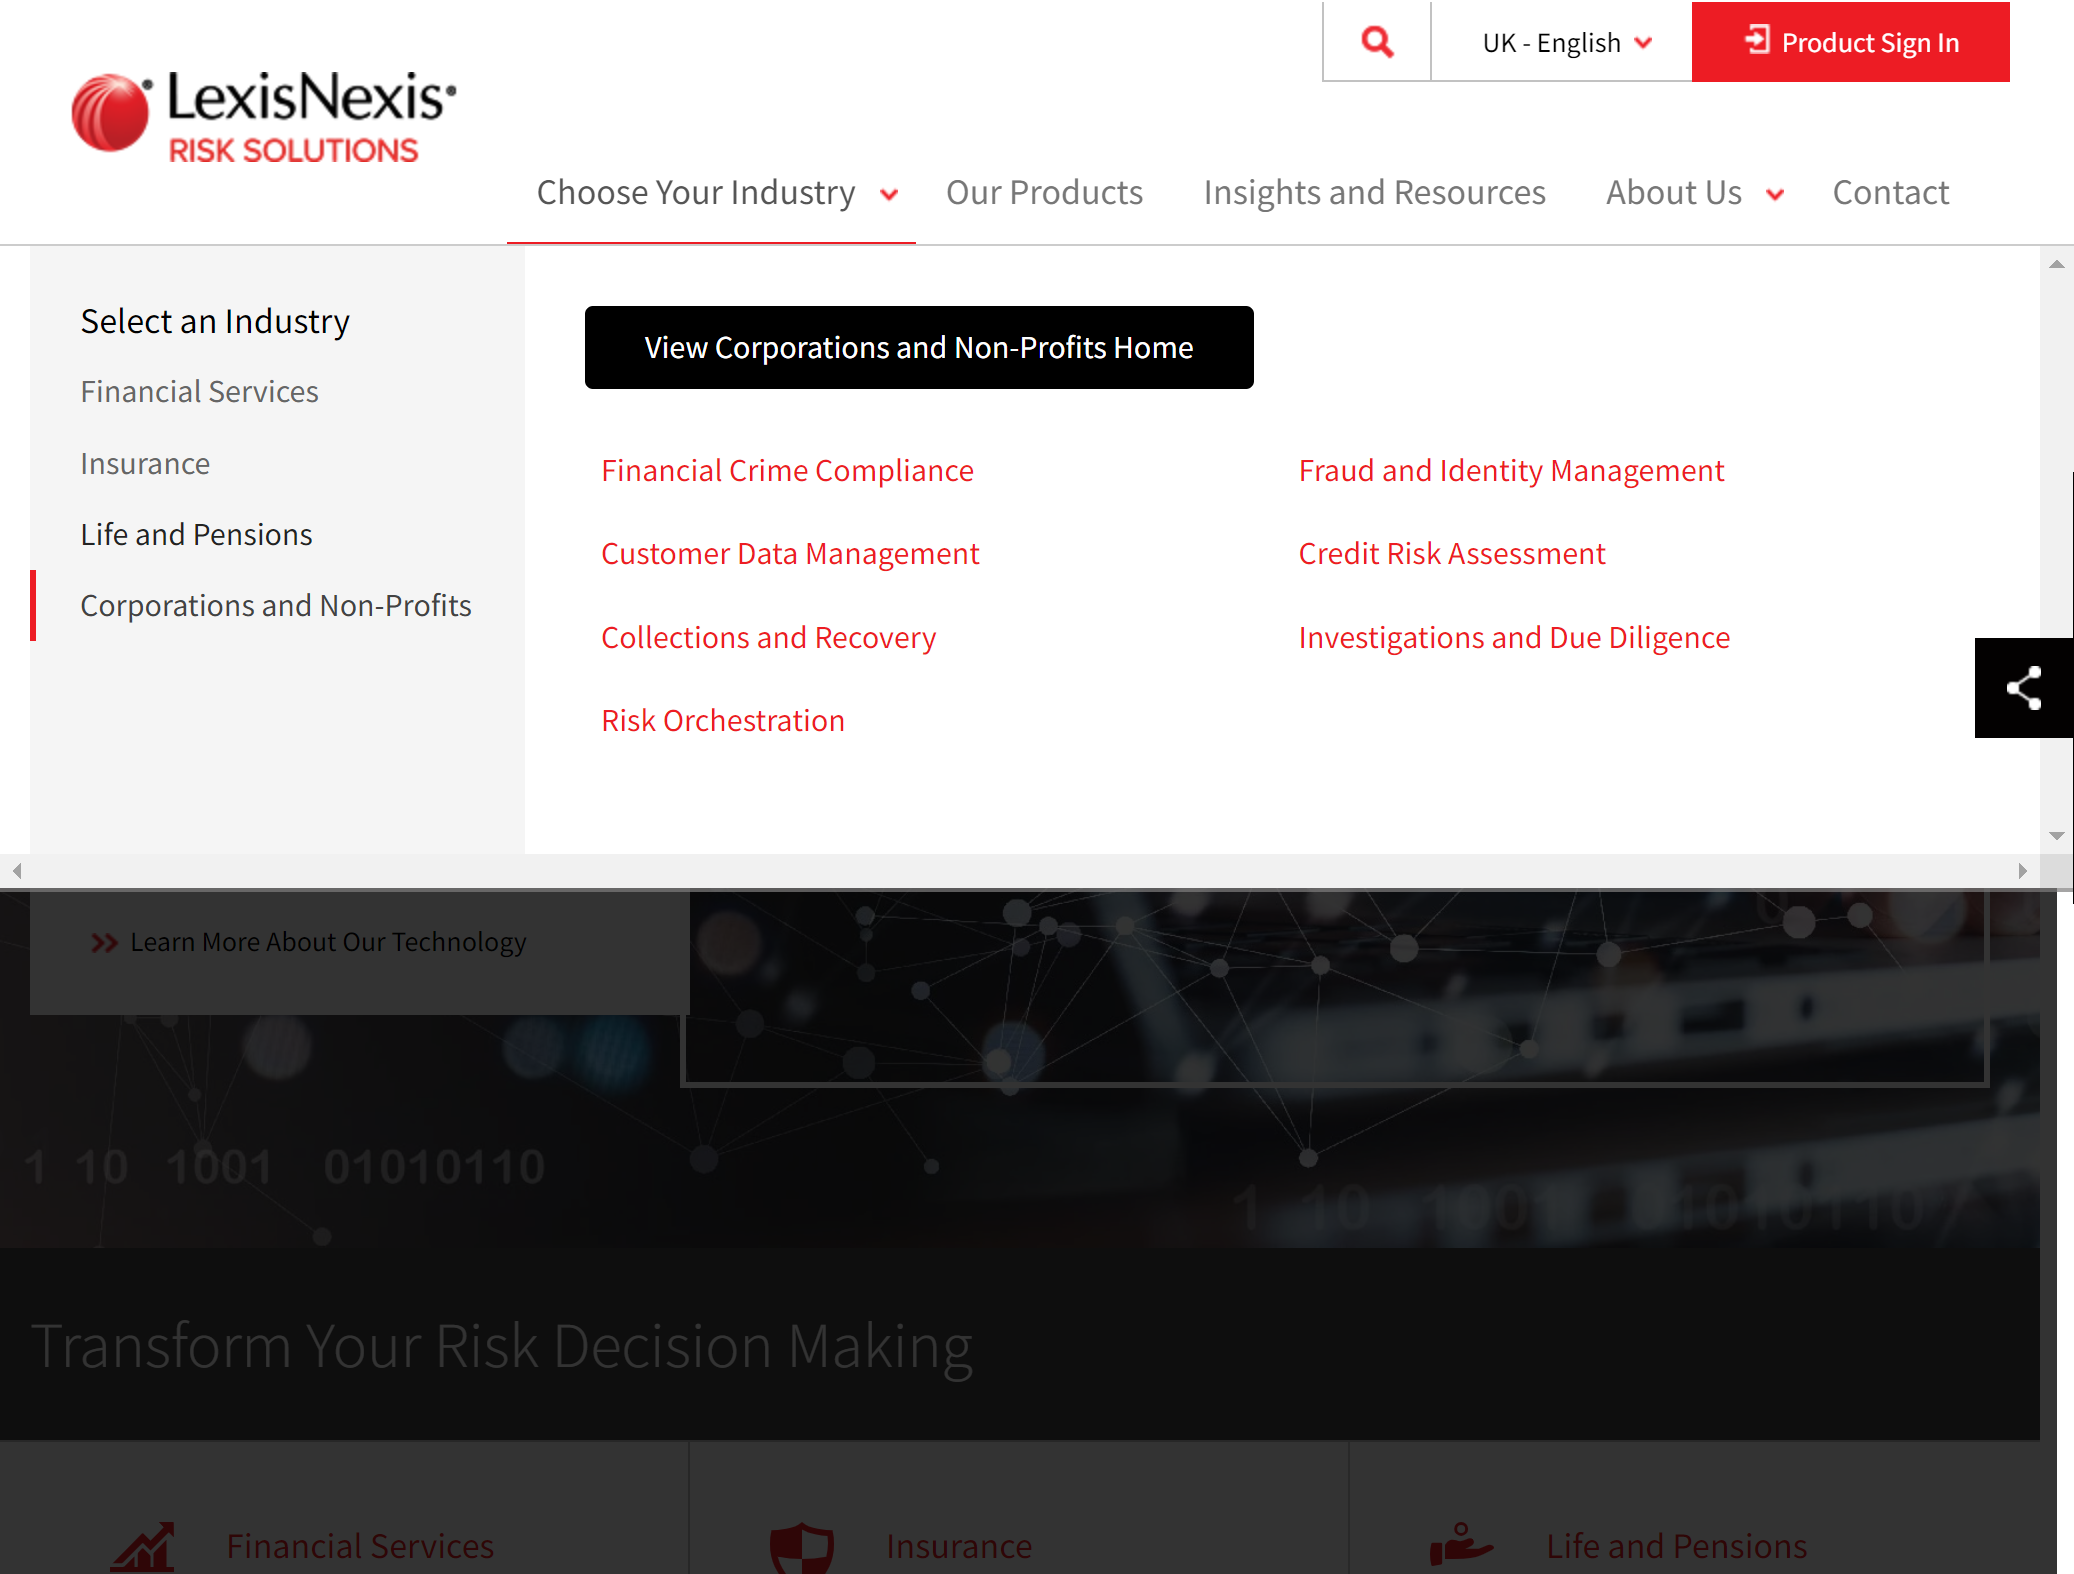 UK - English
Product Sign In
LexisNexis
RISK SOLUTIONS
Choose Your Industry
Our Products
Insights and Resources
About Us
Contact
Select an Industry
Financial Services
Insurance
Life and Pensions
Corporations and Non-Profits
View Corporations and Non-Profits Home
Financial Crime Compliance
Fraud and Identity Management
Customer Data Management
Credit Risk Assessment
Collections and Recovery
Investigations and Due Diligence
Risk Orchestration
Learn More About Our Technology
1 10 1001 01010110
1 10 1001 01010110
Transform Your Risk Decision Making
Financial Services
Insurance
Life and Pensions